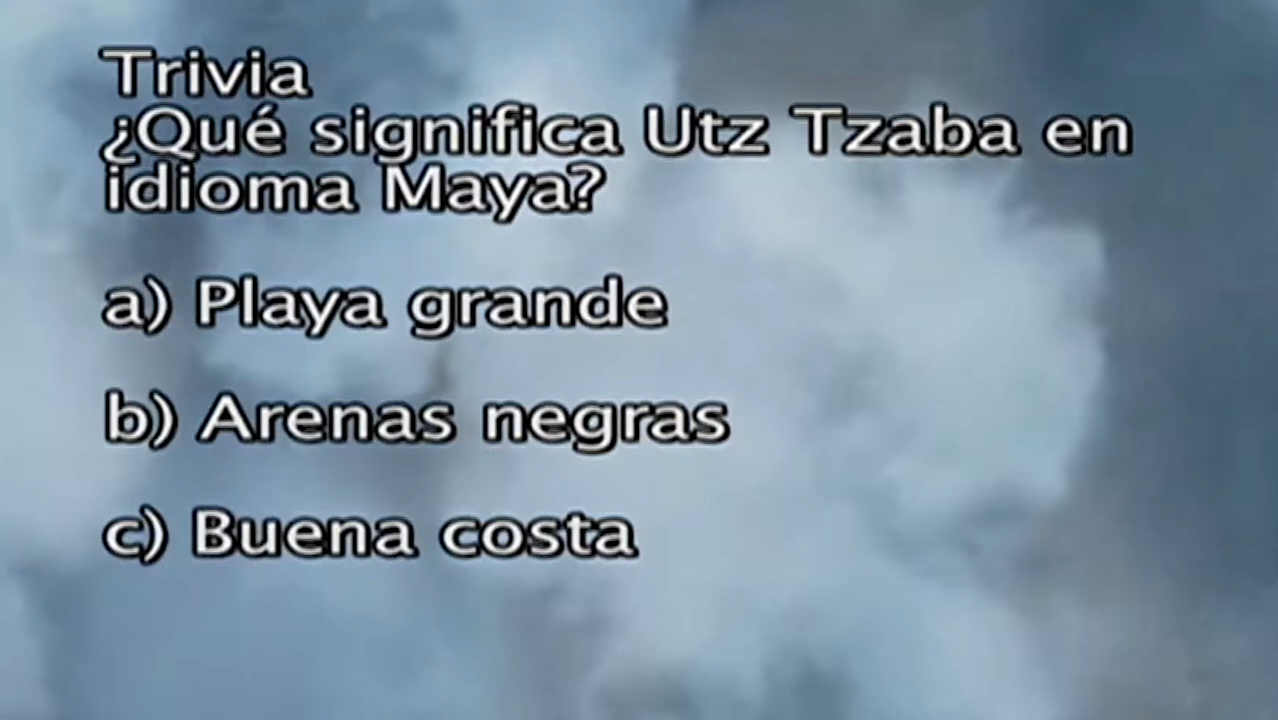 Trivia
¿Qué significa Utz Tzaba en
idioma Maya?
a) Playa grande
b) Arenas negras
c) Buena costa